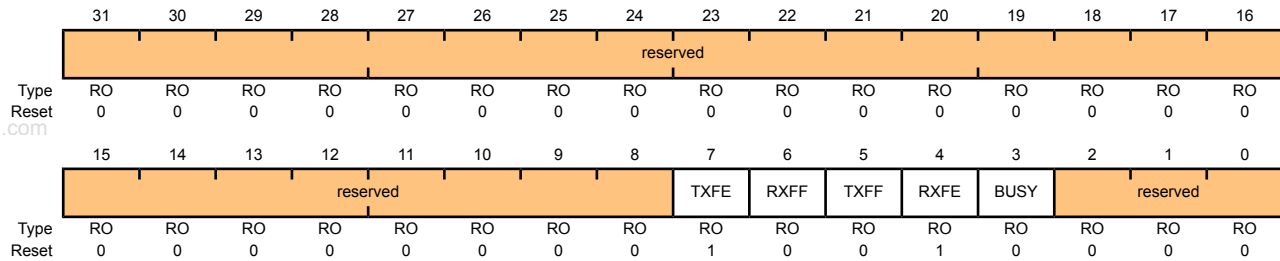 31 30 29 28 27 26 25 24 23 22 21 20 19 18 17 16
reserved
Type RO RO RO RO RO RO RO RO RO RO RO RO RO RO RO RO
Reset 0 0 0 0 0 0 0 0 0 0 0 0 0 0 0 0
.com
15 14 13 12 11 10 9 8 7 6 5 4 3 2 1 0
reserved TXFE RXFF TXFF RXFE BUSY reserved
Type RO RO RO RO RO RO RO RO RO RO RO RO RO RO RO RO
Reset 0 0 0 0 0 0 0 0 1 0 0 1 0 0 0 0